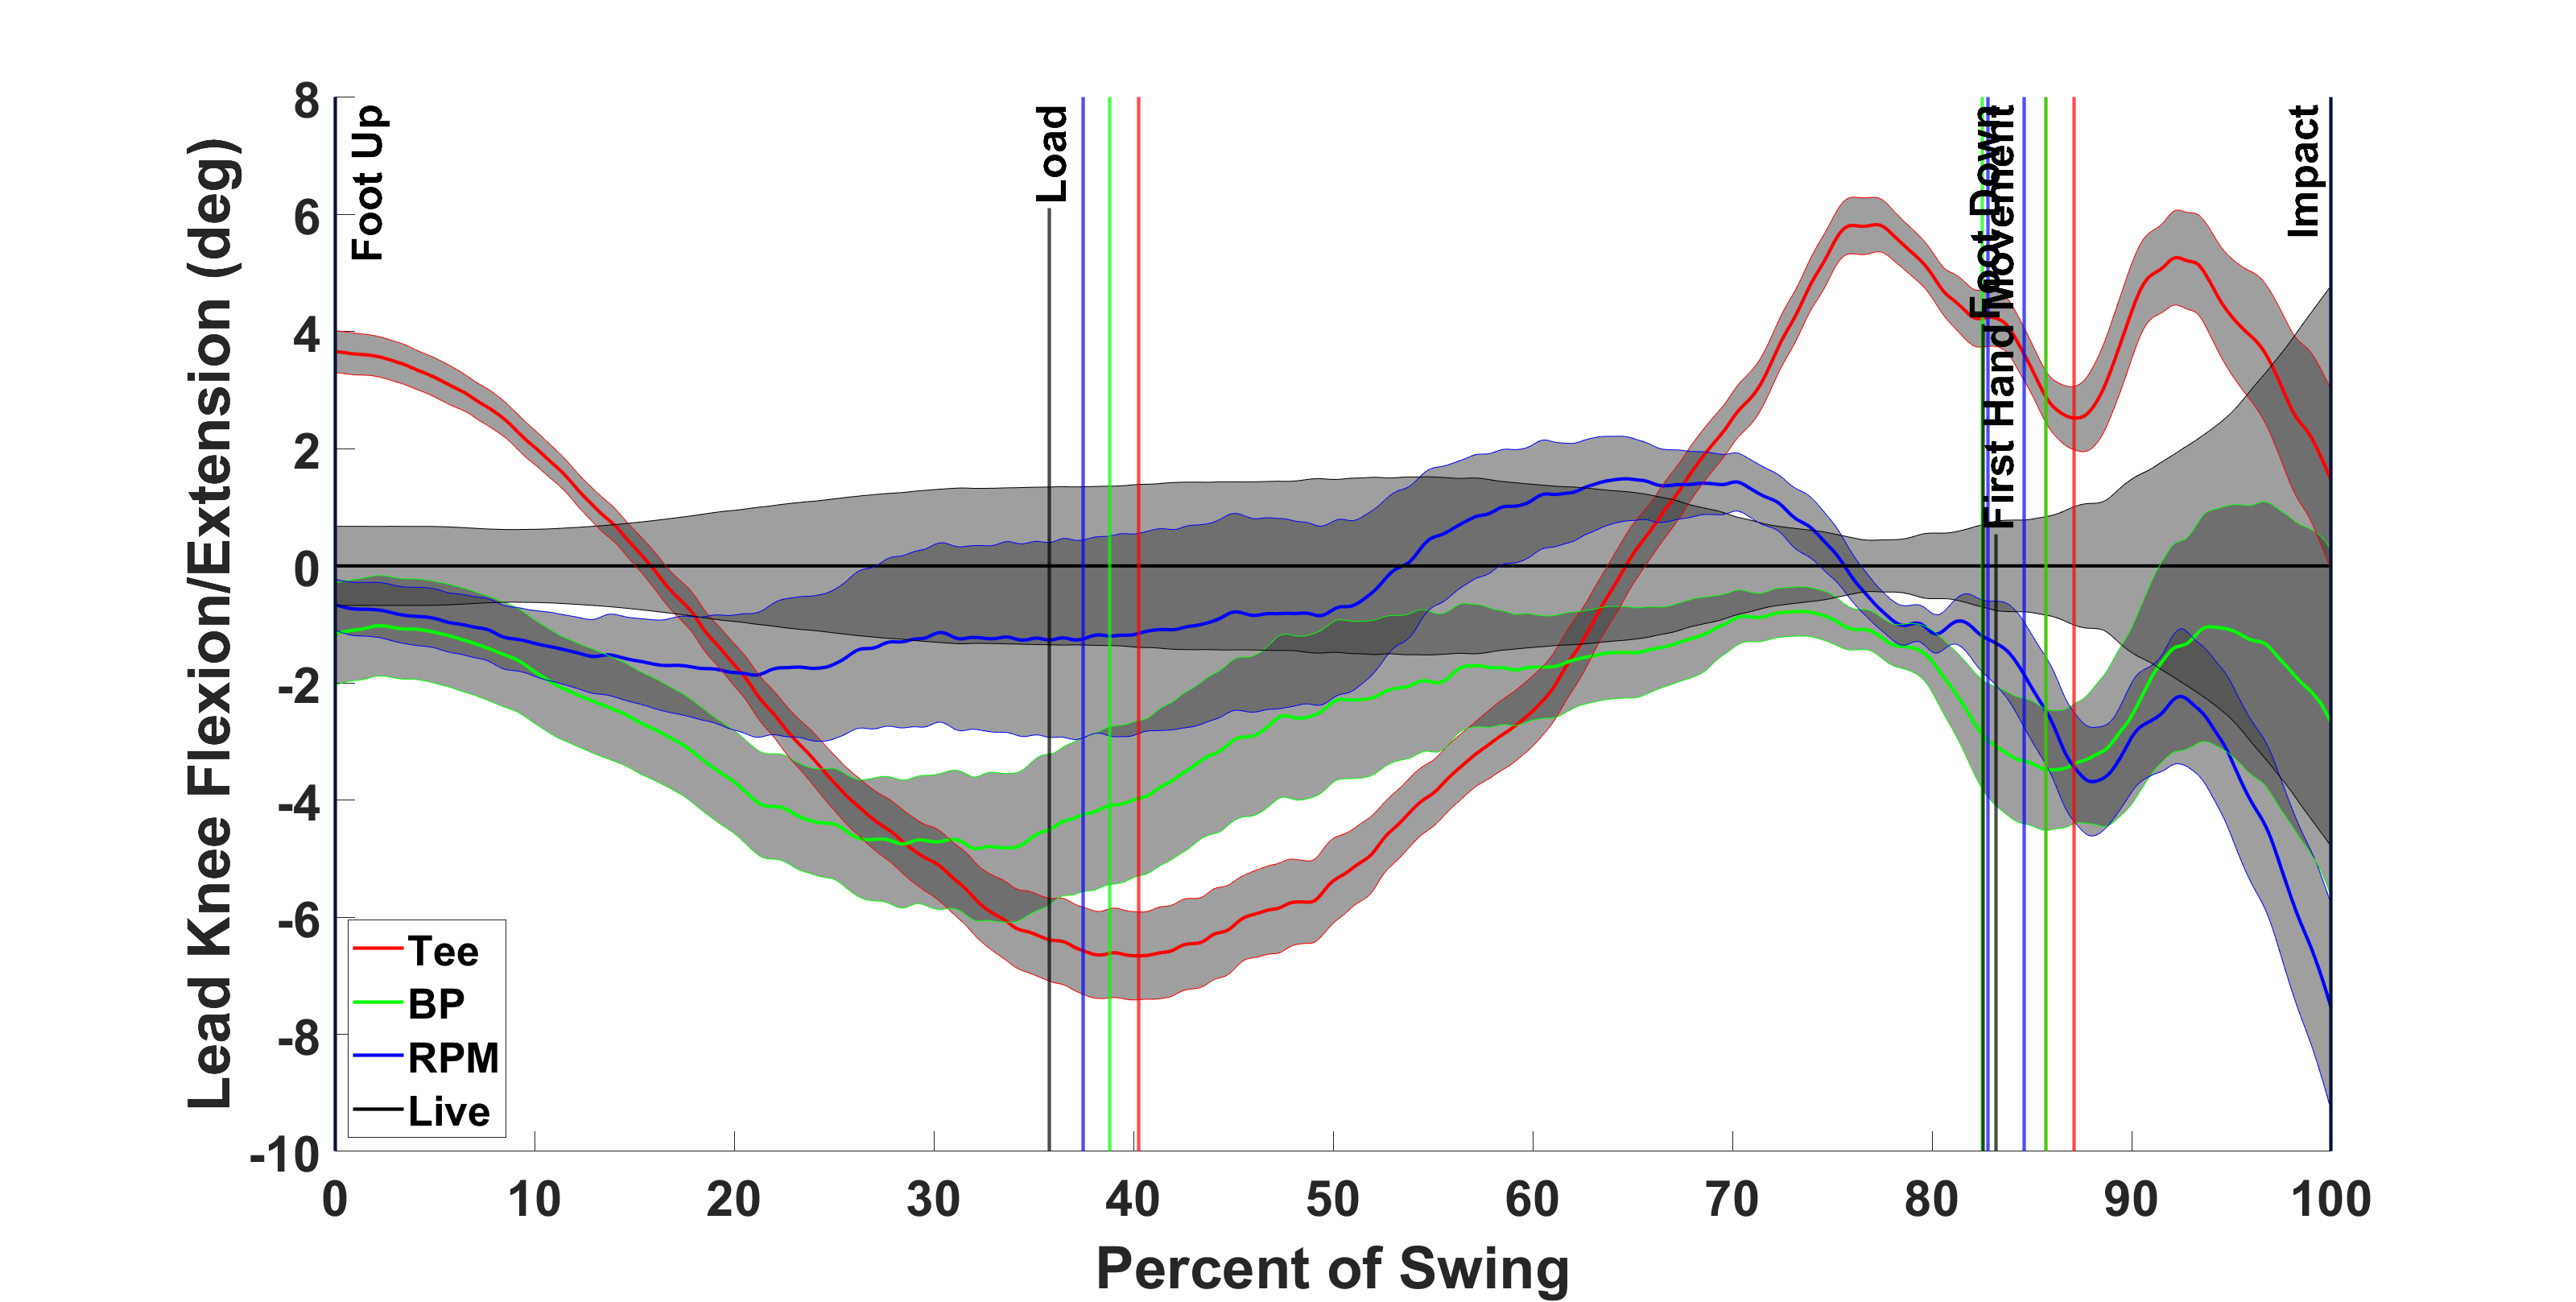 Lead Knee Flexion/Extension (deg)
8
6
4
2
0
-2
-4
-6
-8
-10
Foot Up
Load
Foot Down
First Hand Movement
Impact
Tee
BP
RPM
Live
0 10 20 30 40 50 60 70 80 90 100
Percent of Swing